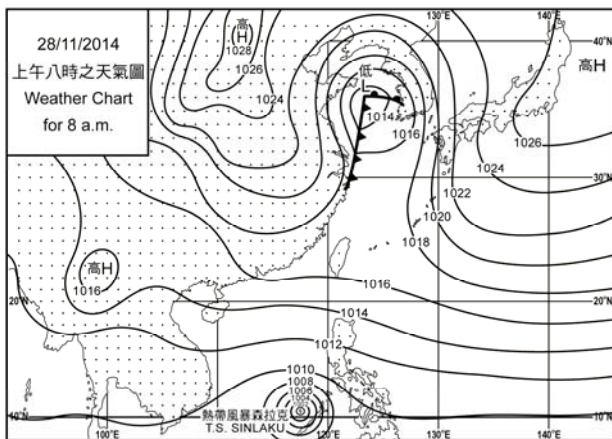 28/11/2014
上午八時之天氣圖
Weather Chart
for 8 a.m.
高
(H)
1028
1026
1024
130°E
140°E
40°N
高H
低
L
1014
1016
1026
1024
30°N
1022
1020
1018
高H
1016
1016
20°N
20°N
1014
1012
1010
1008
1006
1004
熱帶風暴森拉克
T.S. SINLAKU
10°N
10°N
100°E
120°E
130°E
140°E